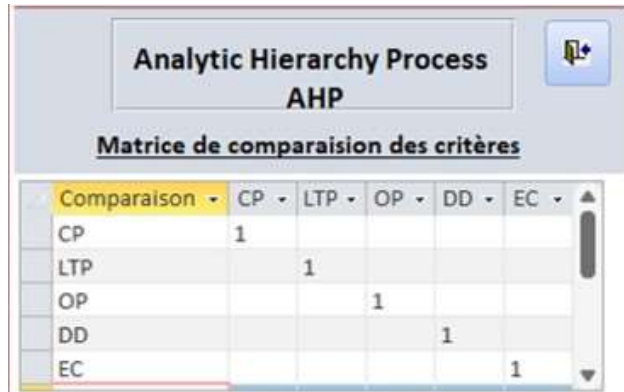 Analytic Hierarchy Process
AHP
Matrice de comparaision des critères
Comparaison CP LTP OP DD EC
CP 1
LTP 1
OP 1
DD 1
EC 1